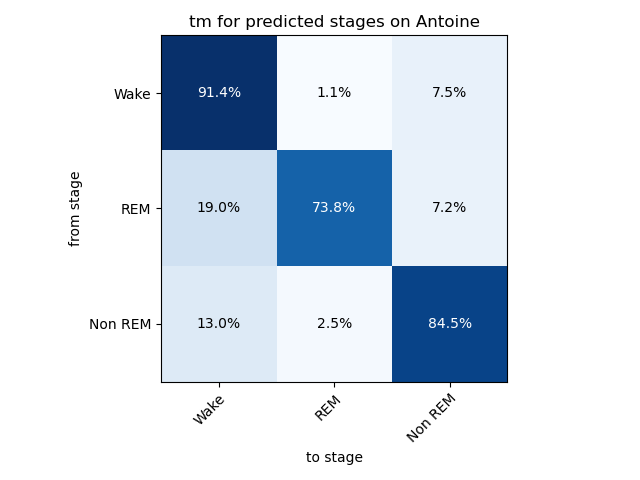 tm for predicted stages on Antoine
Wake 91.4% 1.1% 7.5%
from stage
REM 19.0% 73.8% 7.2%
Non REM 13.0% 2.5% 84.5%
Wake REM Non REM
to stage